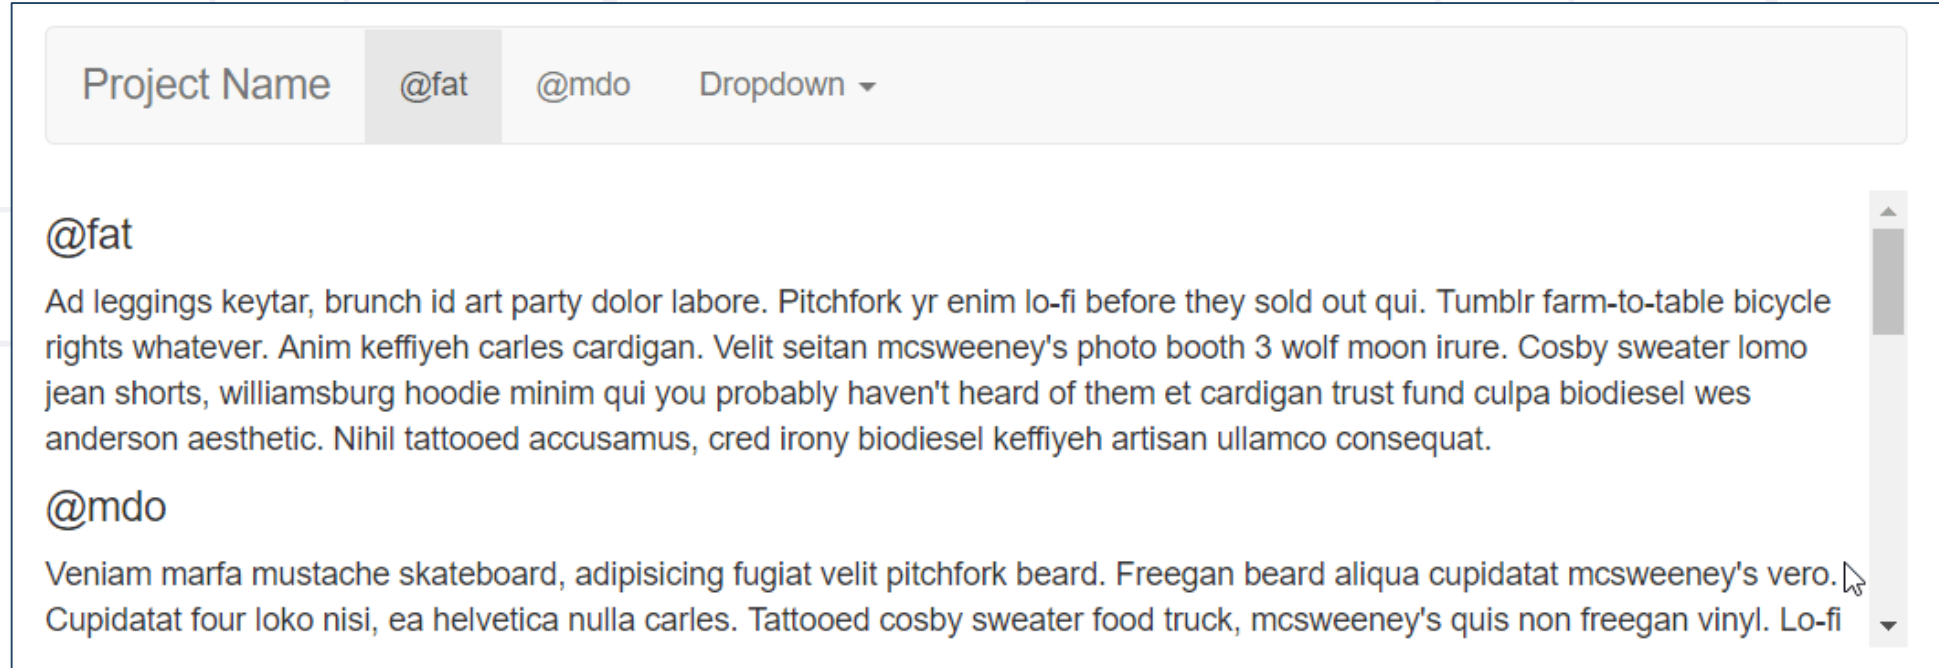 Project Name @fat @mdo Dropdown
@fat
Ad leggings keytar, brunch id art party dolor labore. Pitchfork yr enim lo-fi before they sold out qui. Tumblr farm-to-table bicycle
rights whatever. Anim keffiyeh carles cardigan. Velit seitan mcsweeney's photo booth 3 wolf moon irure. Cosby sweater lomo
jean shorts, williamsburg hoodie minim qui you probably haven't heard of them et cardigan trust fund culpa biodiesel wes
anderson aesthetic. Nihil tattooed accusamus, cred irony biodiesel keffiyeh artisan ullamco consequat.
@mdo
Veniam marfa mustache skateboard, adipisicing fugiat velit pitchfork beard. Freegan beard aliqua cupidatat mcsweeney's vero.
Cupidatat four loko nisi, ea helvetica nulla carles. Tattooed cosby sweater food truck, mcsweeney's quis non freegan vinyl. Lo-fi